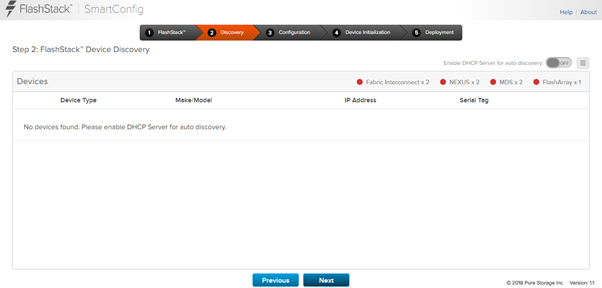 FlashStack™ SmartConfig
Help About
1 FlashStack™ 2 Discovery 3 Configuration 4 Device Initialization 5 Deployment
Step 2: FlashStack™ Device Discovery
Enable DHCP Server for auto discovery: OFF
Devices Fabric Interconnect x 2 NEXUS x 2 MDS x 2 FlashArray x 1
Device Type Make/Model IP Address Serial Tag
No devices found. Please enable DHCP Server for auto discovery.
Previous Next
© 2018 Pure Storage Inc Version: 1.1